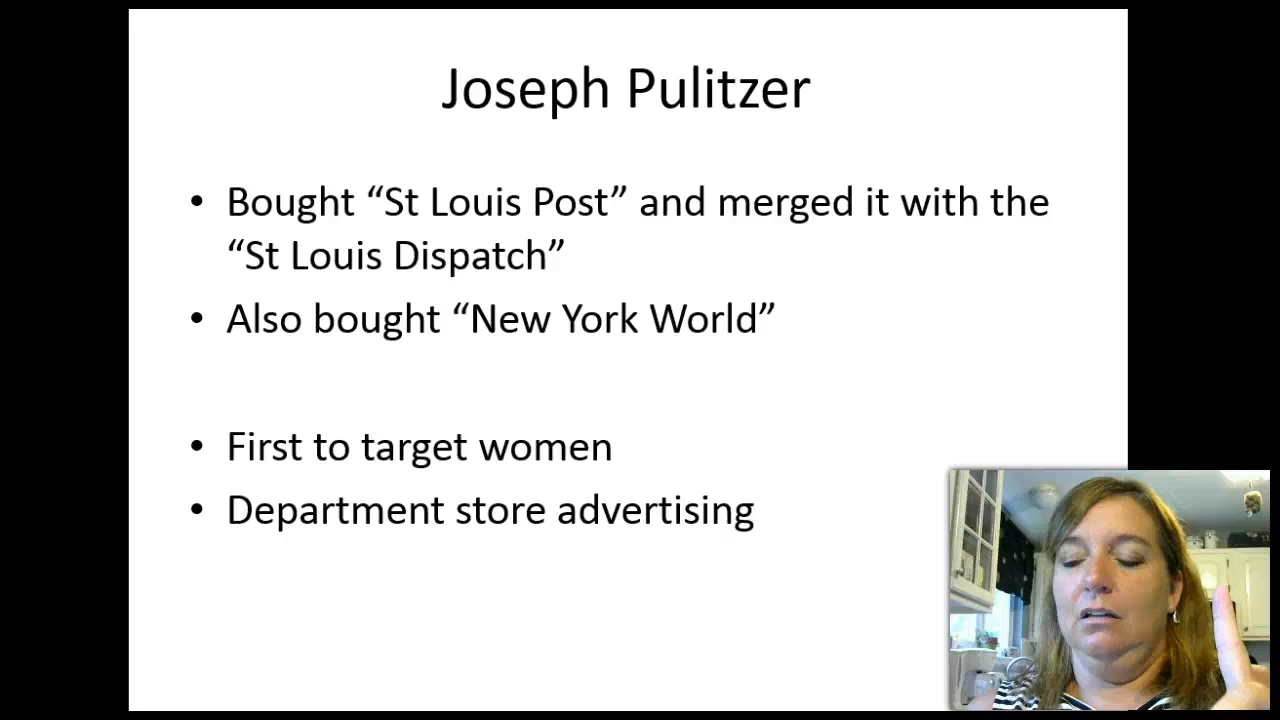 Joseph Pulitzer
• Bought “St Louis Post” and merged it with the
“St Louis Dispatch”
• Also bought “New York World”
• First to target women
• Department store advertising